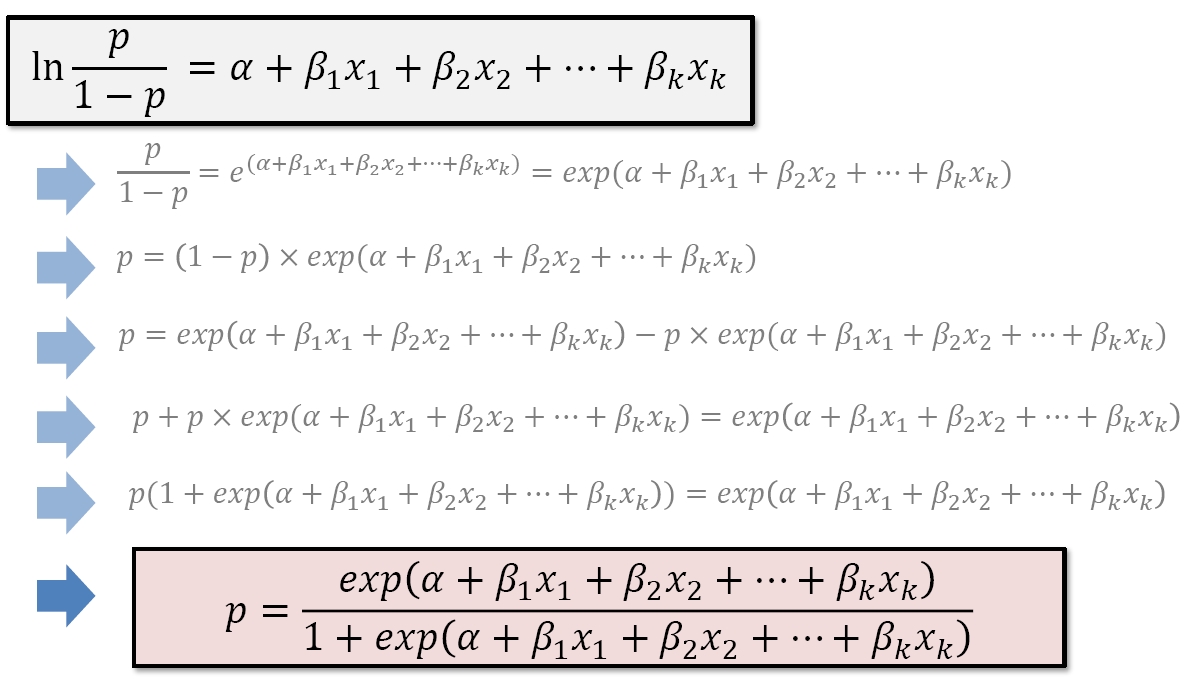 ln p/(1 − p) = α + β₁x₁ + β₂x₂ + ⋯ + βₖxₖ
p/(1 − p) = e^(α+β₁x₁+β₂x₂+⋯+βₖxₖ) = exp(α + β₁x₁ + β₂x₂ + ⋯ + βₖxₖ)
p = (1 − p) × exp(α + β₁x₁ + β₂x₂ + ⋯ + βₖxₖ)
p = exp(α + β₁x₁ + β₂x₂ + ⋯ + βₖxₖ) − p × exp(α + β₁x₁ + β₂x₂ + ⋯ + βₖxₖ)
p + p × exp(α + β₁x₁ + β₂x₂ + ⋯ + βₖxₖ) = exp(α + β₁x₁ + β₂x₂ + ⋯ + βₖxₖ)
p(1 + exp(α + β₁x₁ + β₂x₂ + ⋯ + βₖxₖ)) = exp(α + β₁x₁ + β₂x₂ + ⋯ + βₖxₖ)
p = exp(α + β₁x₁ + β₂x₂ + ⋯ + βₖxₖ)/(1 + exp(α + β₁x₁ + β₂x₂ + ⋯ + βₖxₖ))